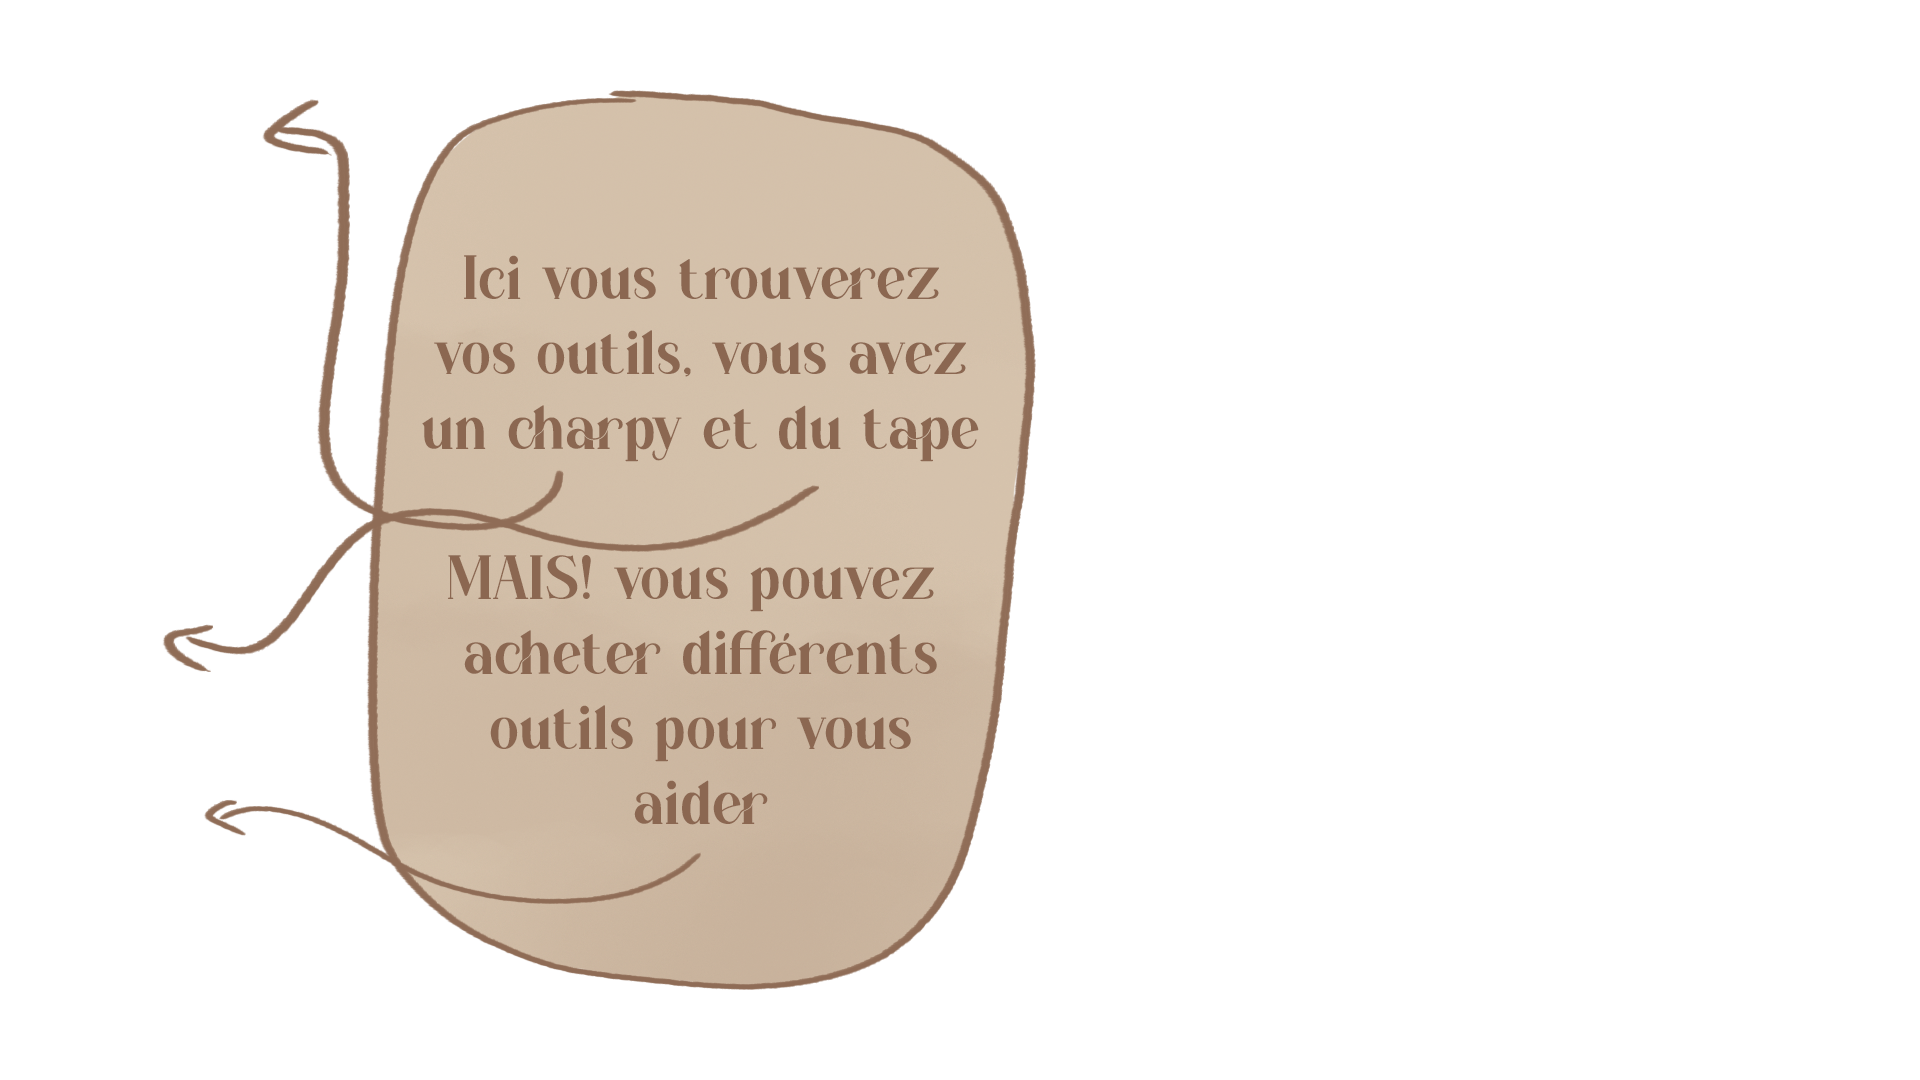 Ici vous trouverez
vos outils, vous avez
un charpy et du tape
MAIS! vous pouvez
acheter différents
outils pour vous
aider